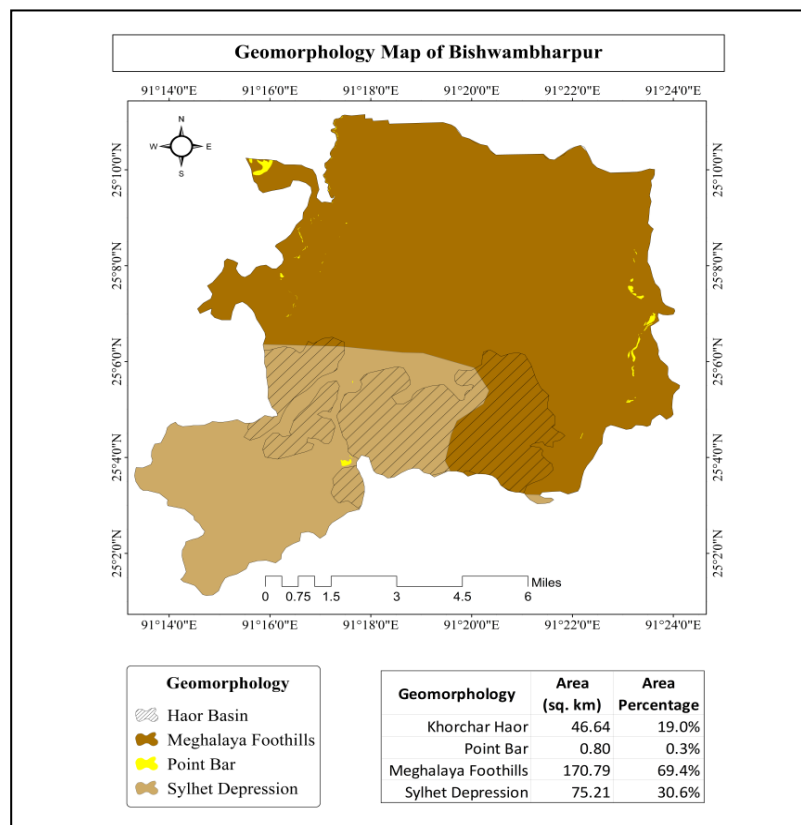 Geomorphology Map of Bishwambharpur
91°14'0"E 91°16'0"E 91°18'0"E 91°20'0"E 91°22'0"E 91°24'0"E
N
W E
S
25°10'0"N 25°10'0"N
25°8'0"N 25°8'0"N
25°6'0"N 25°6'0"N
25°4'0"N 25°4'0"N
25°2'0"N 25°2'0"N
Miles
0 0.75 1.5 3 4.5 6
91°14'0"E 91°16'0"E 91°18'0"E 91°20'0"E 91°22'0"E 91°24'0"E
Geomorphology
Haor Basin
Meghalaya Foothills
Point Bar
Sylhet Depression
Geomorphology Area (sq. km) Area Percentage
Khorchar Haor 46.64 19.0%
Point Bar 0.80 0.3%
Meghalaya Foothills 170.79 69.4%
Sylhet Depression 75.21 30.6%